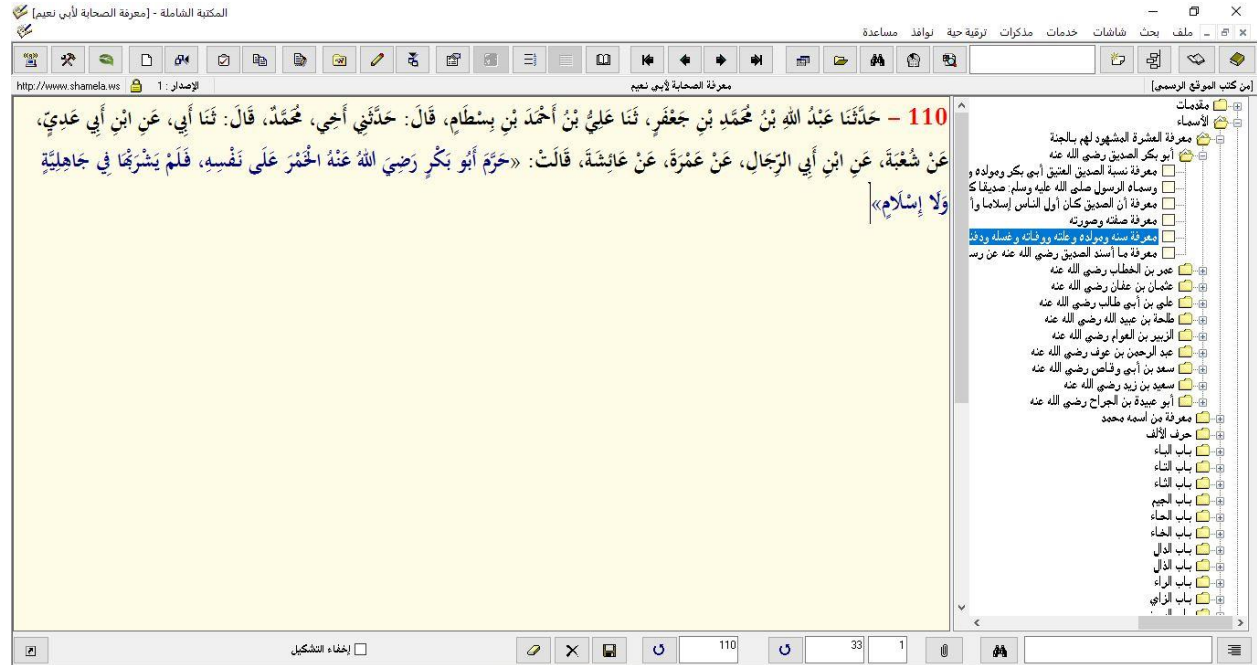 المكتبة الشاملة - [معرفة الصحابة لأبي نعيم]
ملف بحث شاشات خدمات مذكرات ترقية حية نوافذ مساعدة
[من كتب الموقع الرسمي]
معرفة الصحابة لأبي نعيم
الإصدار : 1
http://www.shamela.ws
110 – حَدَّثَنَا عَبْدُ اللهِ بْنُ مُحَمَّدِ بْنِ جَعْفَرٍ، ثَنَا عَلِيُّ بْنُ أَحْمَدَ بْنِ بِسْطَامٍ، قَالَ: حَدَّثَنِي أَخِي، مُحَمَّدٌ، قَالَ: ثَنَا أَبِي، عَنِ ابْنِ أَبِي عَدِيٍّ،
عَنْ شُعْبَةَ، عَنِ ابْنِ أَبِي الرِّجَالِ، عَنْ عَمْرَةَ، عَنْ عَائِشَةَ، قَالَتْ: «حَرَّمَ أَبُو بَكْرٍ رَضِيَ اللهُ عَنْهُ الْخَمْرَ عَلَى نَفْسِهِ، فَلَمْ يَشْرَبْهَا فِي جَاهِلِيَّةٍ
وَلَا إِسْلَامٍ»
مقدمات
الأسماء
معرفة العشرة المشهود لهم بالجنة
أبو بكر الصديق رضي الله عنه
معرفة نسبة الصديق العتيق أبي بكر ومولده و
وسماه الرسول صلى الله عليه وسلم: صديقا ك
معرفة أن الصديق كان أول الناس إسلاما وأ
معرفة صفته وصورته
معرفة سنه ومولده وعلته ووفاته وغسله ودفن
معرفة ما أسند الصديق رضي الله عنه عن رس
عمر بن الخطاب رضي الله عنه
عثمان بن عفان رضي الله عنه
علي بن أبي طالب رضي الله عنه
طلحة بن عبيد الله رضي الله عنه
الزبير بن العوام رضي الله عنه
عبد الرحمن بن عوف رضي الله عنه
سعد بن أبي وقاص رضي الله عنه
سعيد بن زيد رضي الله عنه
أبو عبيدة بن الجراح رضي الله عنه
معرفة من اسمه محمد
حرف الألف
باب الباء
باب التاء
باب الثاء
باب الجيم
باب الحاء
باب الخاء
باب الدال
باب الذال
باب الراء
باب الزاي
1 33 110
إخفاء التشكيل